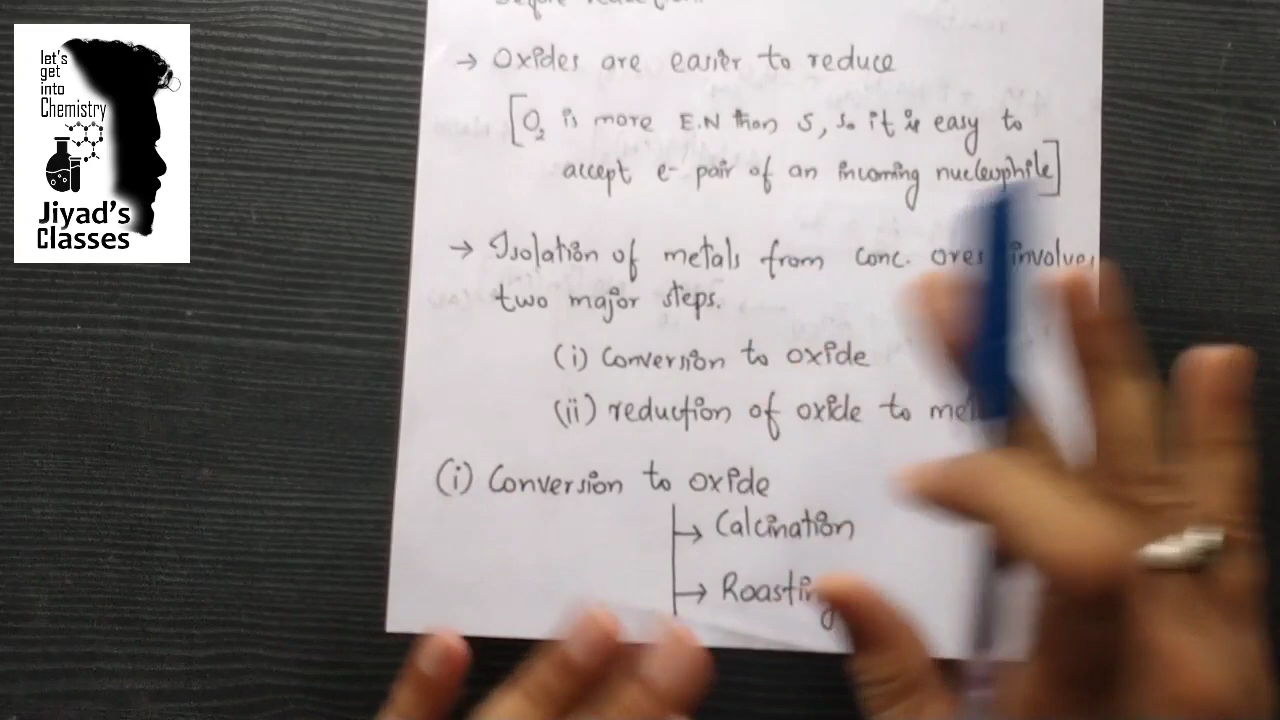 let's
get
into
Chemistry
Jiyad's
Classes
→ Oxides are easier to reduce
[O₂ is more E.N than S, so it is easy to
accept e- pair of an incoming nucleophile]
→ Isolation of metals from conc. ores involves
two major steps.
(i) Conversion to oxide
(ii) reduction of oxide to
(i) Conversion to oxide
→ Calcination
→ Roasting